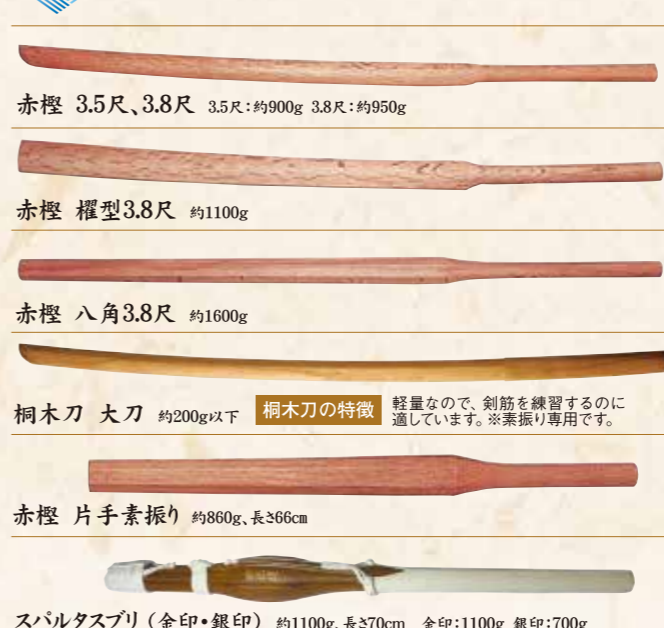 赤樫 3.5尺、3.8尺 3.5尺：約900g 3.8尺：約950g
赤樫 櫂型3.8尺 約1100g
赤樫 八角3.8尺 約1600g
桐木刀 大刀 約200g以下 桐木刀の特徴 軽量なので、剣筋を練習するのに
適しています。※素振り専用です。
赤樫 片手素振り 約860g、長さ66cm
スパルタスブリ（金印・銀印） 約1100g、長さ70cm 金印：1100g 銀印：700g